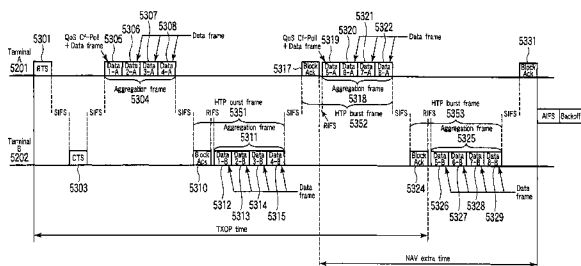 QoS Cf-Poll
+ Data frame
5305
5306
5307
5308
Data frame
5301
Tarminal
A
5201
RTS
Data
1-A
Data
2-A
Data
3-A
Data
4-A
Aggregation frame
5304
QoS Cf-Poll
+ Data frame
5319
5320
5321
5322
Data frame
5317
Block
Ack
Data
5-A
Data
6-A
Data
7-A
Data
8-A
Aggregation frame
5318
HTP burst frame
5352
5331
Block
Ack
SIFS
SIFS
SIFS
HTP burst frame
RIFS
5351
Aggregation frame
5311
SIFS
RIFS
SIFS
HTP burst frame
RIFS
5353
Aggregation frame
5325
SIFS
AIFS
Backoff
Tarminal
B
5202
CTS
5303
Block
Ack
5310
Data
1-B
Data
2-B
Data
3-B
Data
4-B
5312
5313
5314
5315
Data
frame
Block
Ack
5324
Data
5-B
Data
6-B
Data
7-B
Data
8-B
5326
5327
5328
5329
Data
frame
TXOP time
NAV extra time